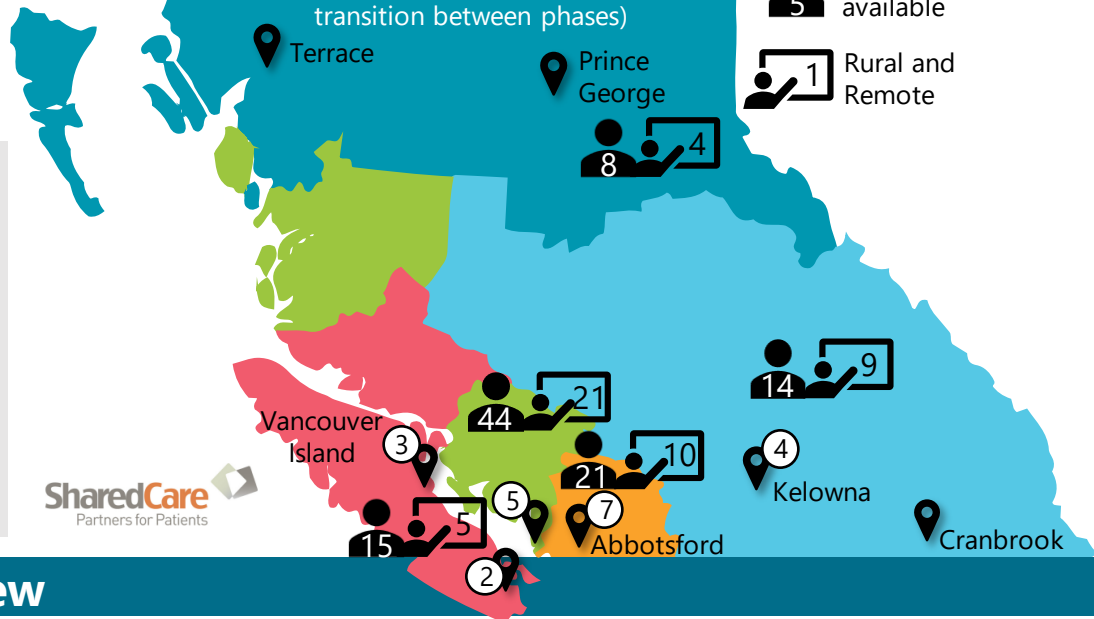 transition between phases)
5
available
Terrace
Prince
George
1
Rural and
Remote
8
4
14
9
44
21
Vancouver
Island
3
21
10
4
Kelowna
SharedCare
Partners for Patients
5
7
15
5
Abbotsford
Cranbrook
2
ew